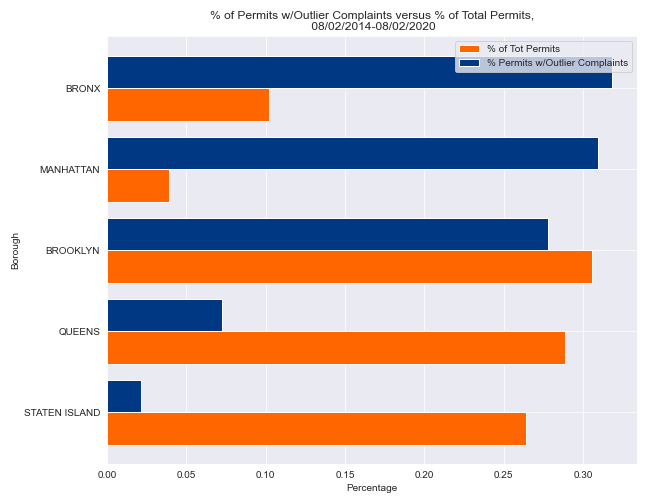 % of Permits w/Outlier Complaints versus % of Total Permits,
08/02/2014-08/02/2020
% of Tot Permits
% Permits w/Outlier Complaints
BRONX
MANHATTAN
BROOKLYN
QUEENS
STATEN ISLAND
Borough
0.00 0.05 0.10 0.15 0.20 0.25 0.30
Percentage